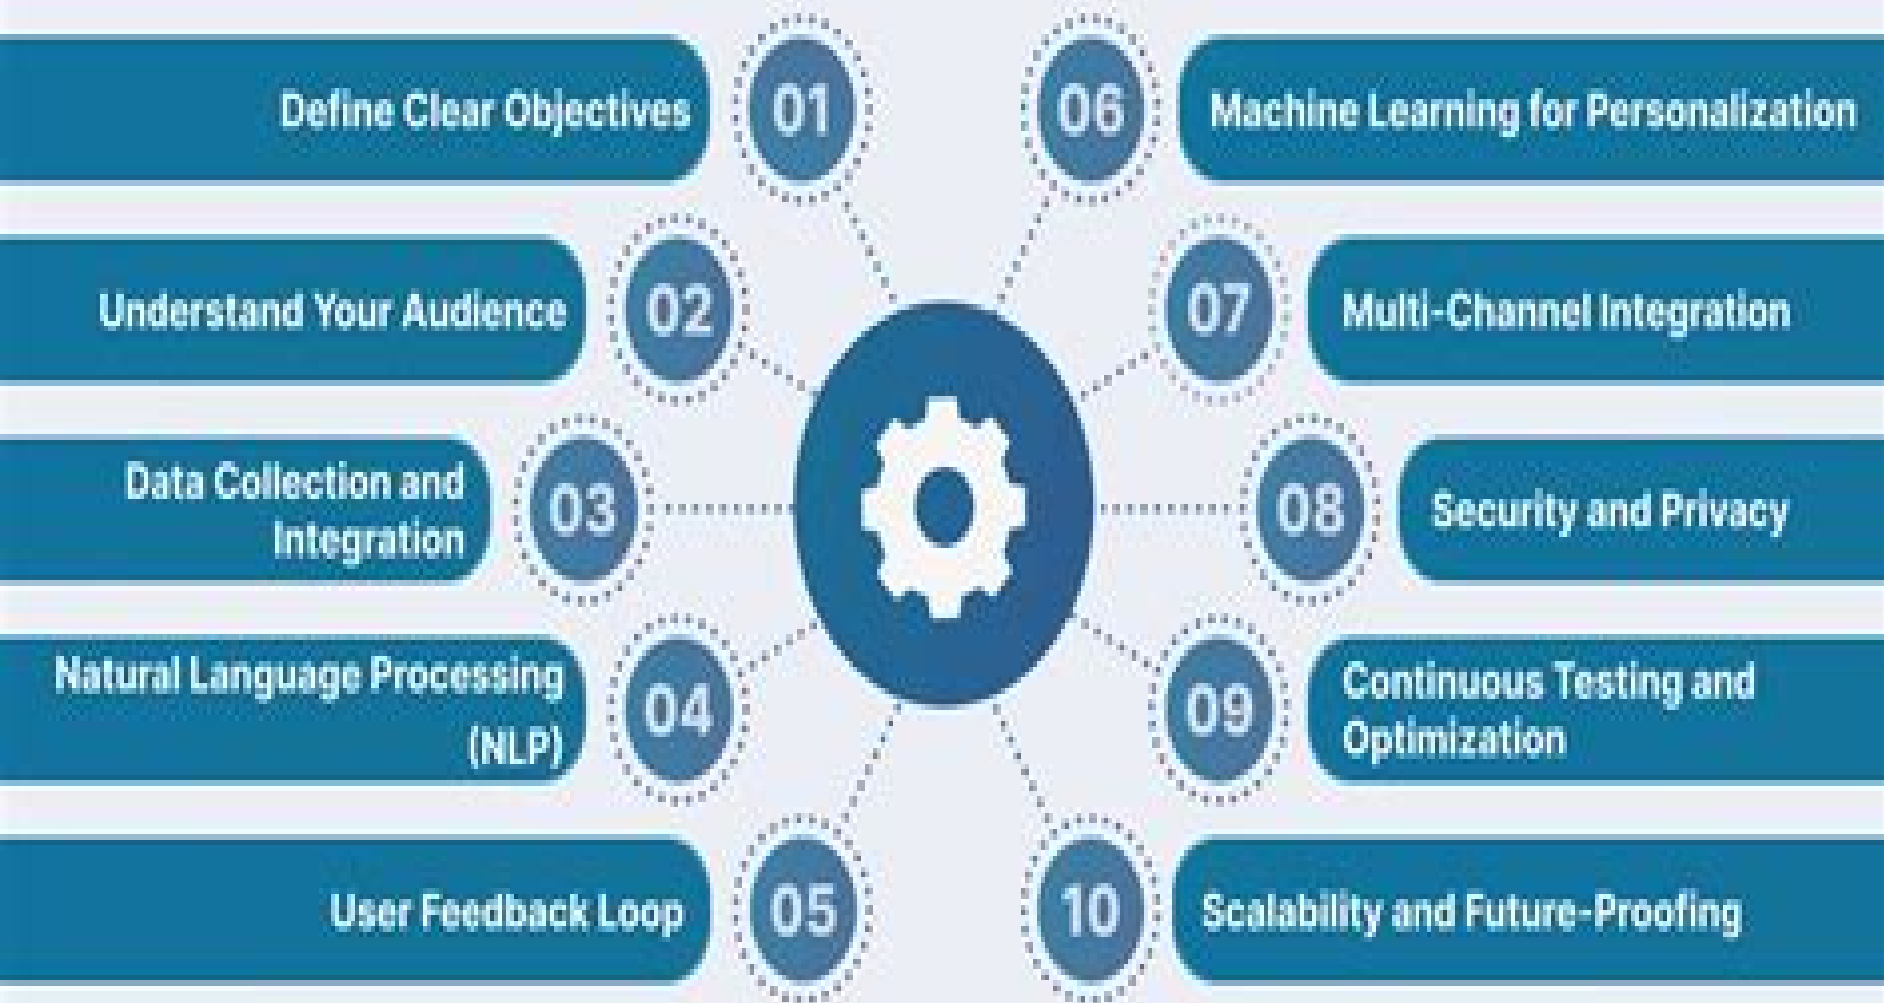 Define Clear Objectives
01
Understand Your Audience
02
Data Collection and
Integration
03
Natural Language Processing
(NLP)
04
User Feedback Loop
05
06
Machine Learning for Personalization
07
Multi-Channel Integration
08
Security and Privacy
09
Continuous Testing and
Optimization
10
Scalability and Future-Proofing